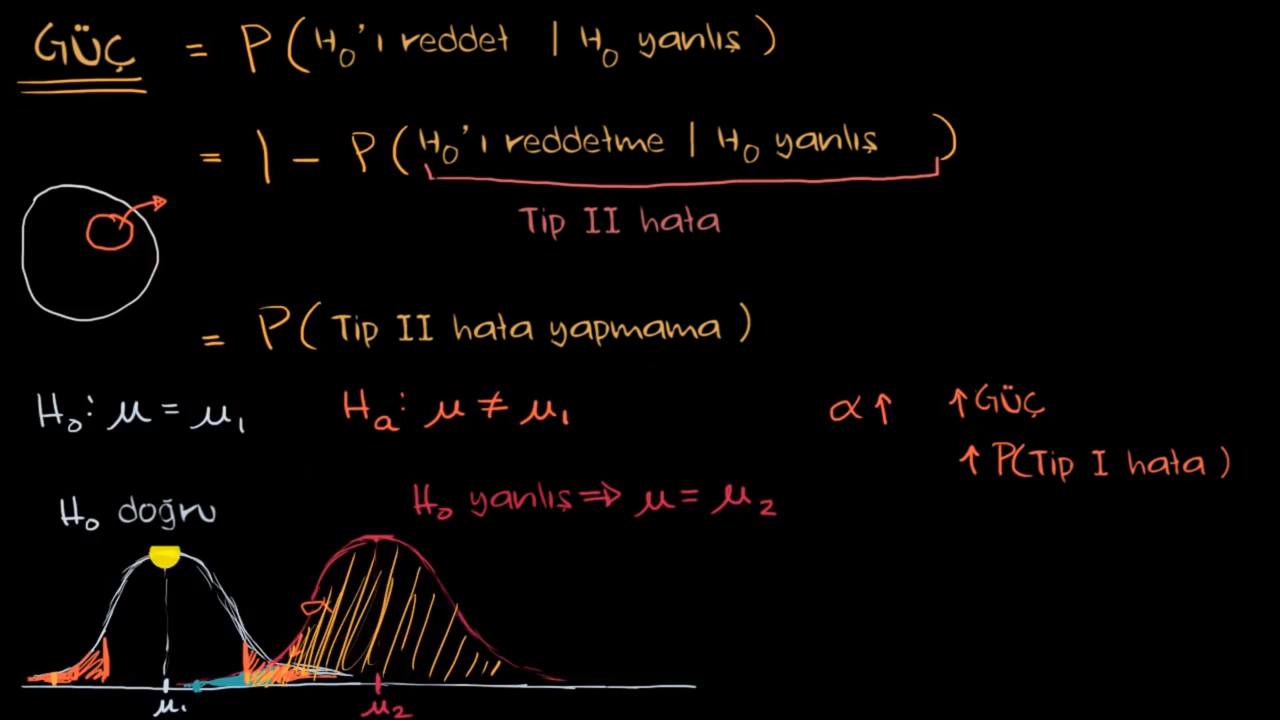 GÜÇ = P(H₀'ı reddet | H₀ yanlış)
= 1 - P(H₀'ı reddetme | H₀ yanlış)
Tip II hata
= P(Tip II hata yapmama)
H₀: μ = μ₁ Hₐ: μ ≠ μ₁ α↑ ↑GÜÇ
↑ P(Tip I hata)
H₀ doğru H₀ yanlış ⇒ μ = μ₂
α
μ₁ μ₂